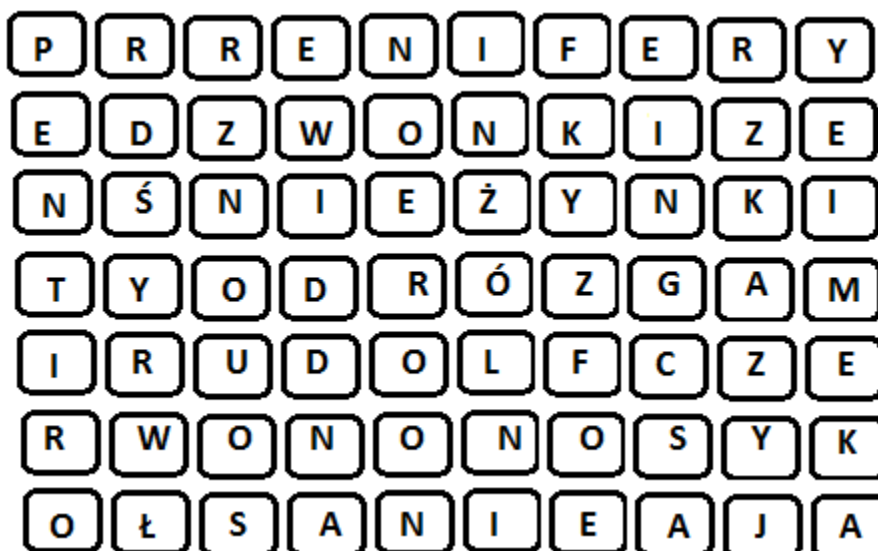 P R R E N I F E R Y
E D Z W O N K I Z E
N Ś N I E Ż Y N K I
T Y O D R Ó Z G A M
I R U D O L F C Z E
R W O N O N O S Y K
O Ł S A N I E A J A